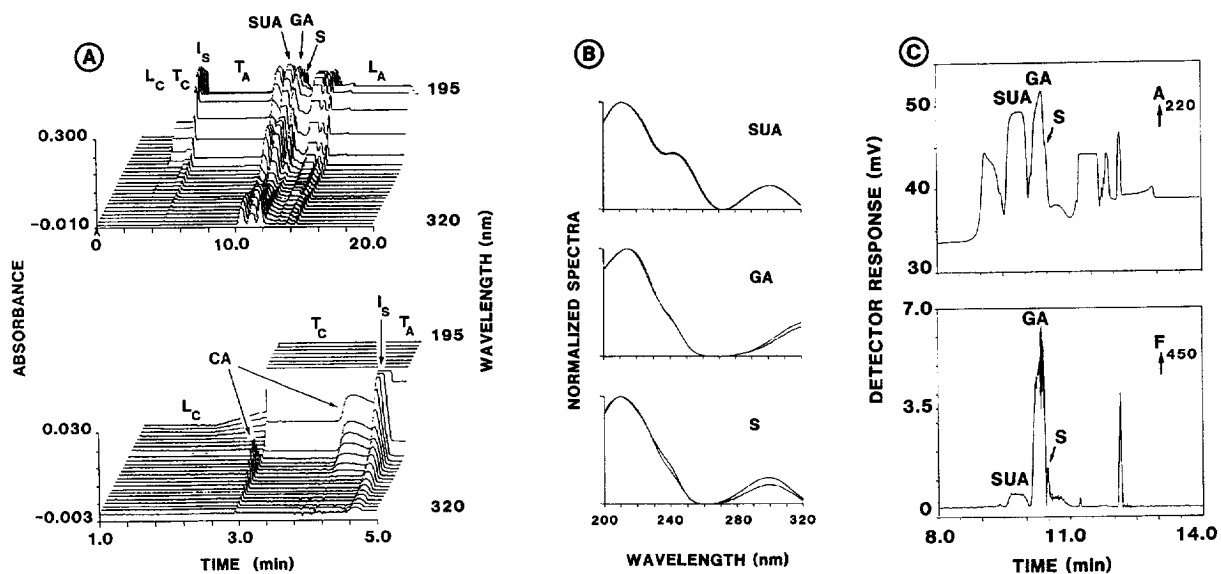 A
SUA GA
S
I_S
L_C T_C
T_A
L_A
195
0.300
-0.010
320
0 10.0 20.0
ABSORBANCE
WAVELENGTH (nm)
I_S
T_C
T_A
195
CA
L_C
0.030
-0.003
320
1.0 3.0 5.0
TIME (min)
B
SUA
GA
S
NORMALIZED SPECTRA
200 240 280 320
WAVELENGTH (nm)
C
GA
SUA
S
A↑220
50
40
30
DETECTOR RESPONSE (mV)
7.0
GA
F↑450
3.5
S
SUA
0
8.0 11.0 14.0
TIME (min)